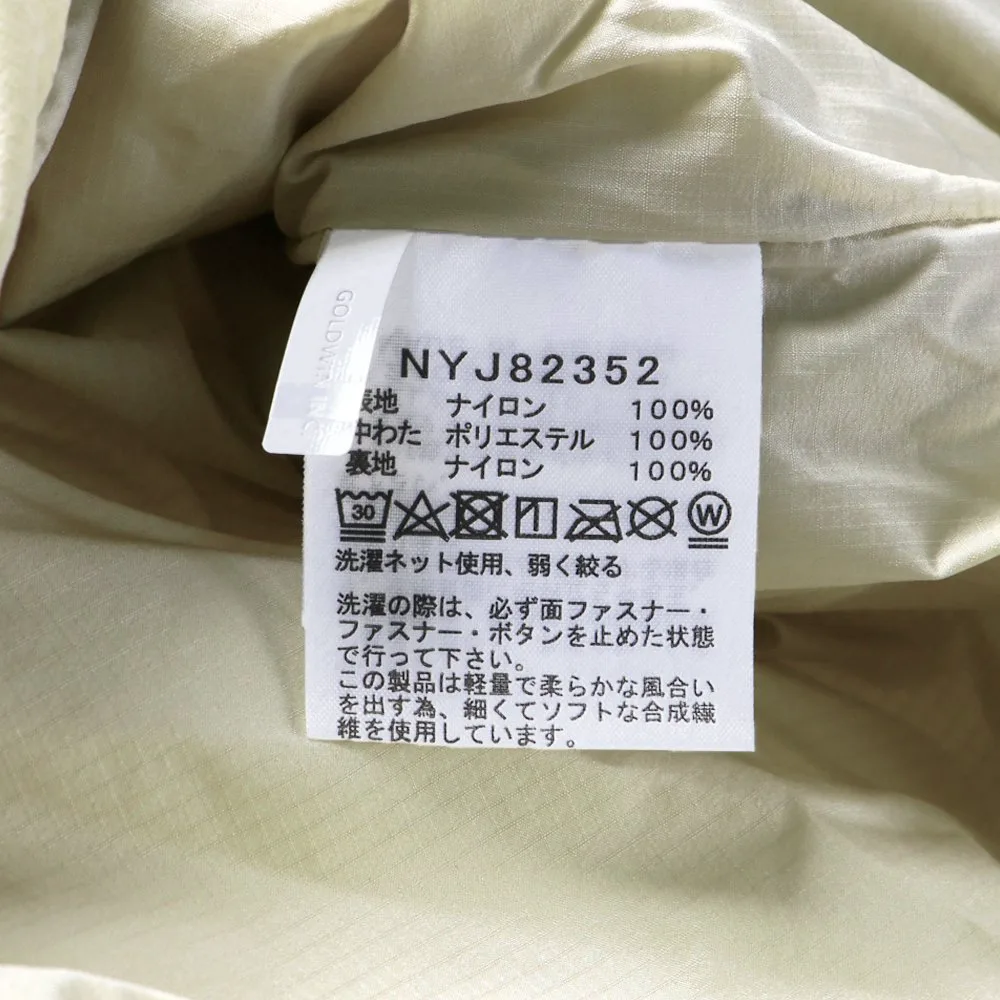 GOLDWIN INC
NYJ82352
表地 ナイロン 100%
中わた ポリエステル 100%
裏地 ナイロン 100%
30 W
洗濯ネット使用、弱く絞る
洗濯の際は、必ず面ファスナー・
ファスナー・ボタンを止めた状態
で行って下さい。
この製品は軽量で柔らかな風合い
を出す為、細くてソフトな合成繊
維を使用しています。